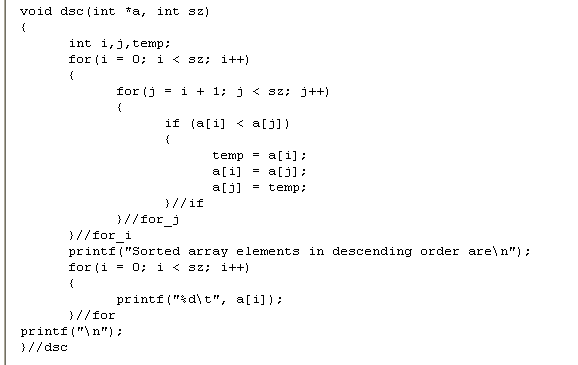 void dsc(int *a, int sz)
{
int i,j,temp;
for(i = 0; i < sz; i++)
{
for(j = i + 1; j < sz; j++)
{
if (a[i] < a[j])
{
temp = a[i];
a[i] = a[j];
a[j] = temp;
}//if
}//for_j
}//for_i
printf("Sorted array elements in descending order are\n");
for(i = 0; i < sz; i++)
{
printf("%d\t", a[i]);
}//for
printf("\n");
}//dsc